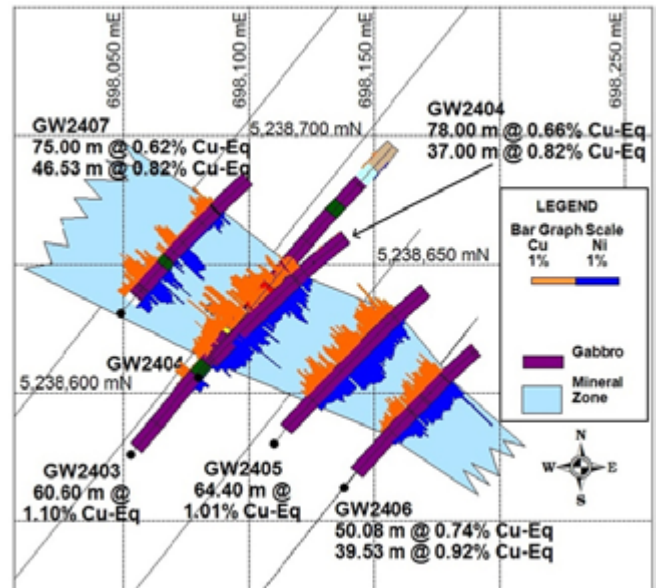 698,050 mE
698,100 mE
698,150 mE
698,250 mE
GW2407
75.00 m @ 0.62% Cu-Eq
46.53 m @ 0.82% Cu-Eq
5,238,700 mN
GW2404
78.00 m @ 0.66% Cu-Eq
37.00 m @ 0.82% Cu-Eq
5,238,650 mN
LEGEND
Bar Graph Scale
Cu Ni
1% 1%
Gabbro
Mineral
Zone
GW2404
5,238,600 mN
N
W E
S
GW2403
60.60 m @
1.10% Cu-Eq
GW2405
64.40 m @
1.01% Cu-Eq
GW2406
50.08 m @ 0.74% Cu-Eq
39.53 m @ 0.92% Cu-Eq